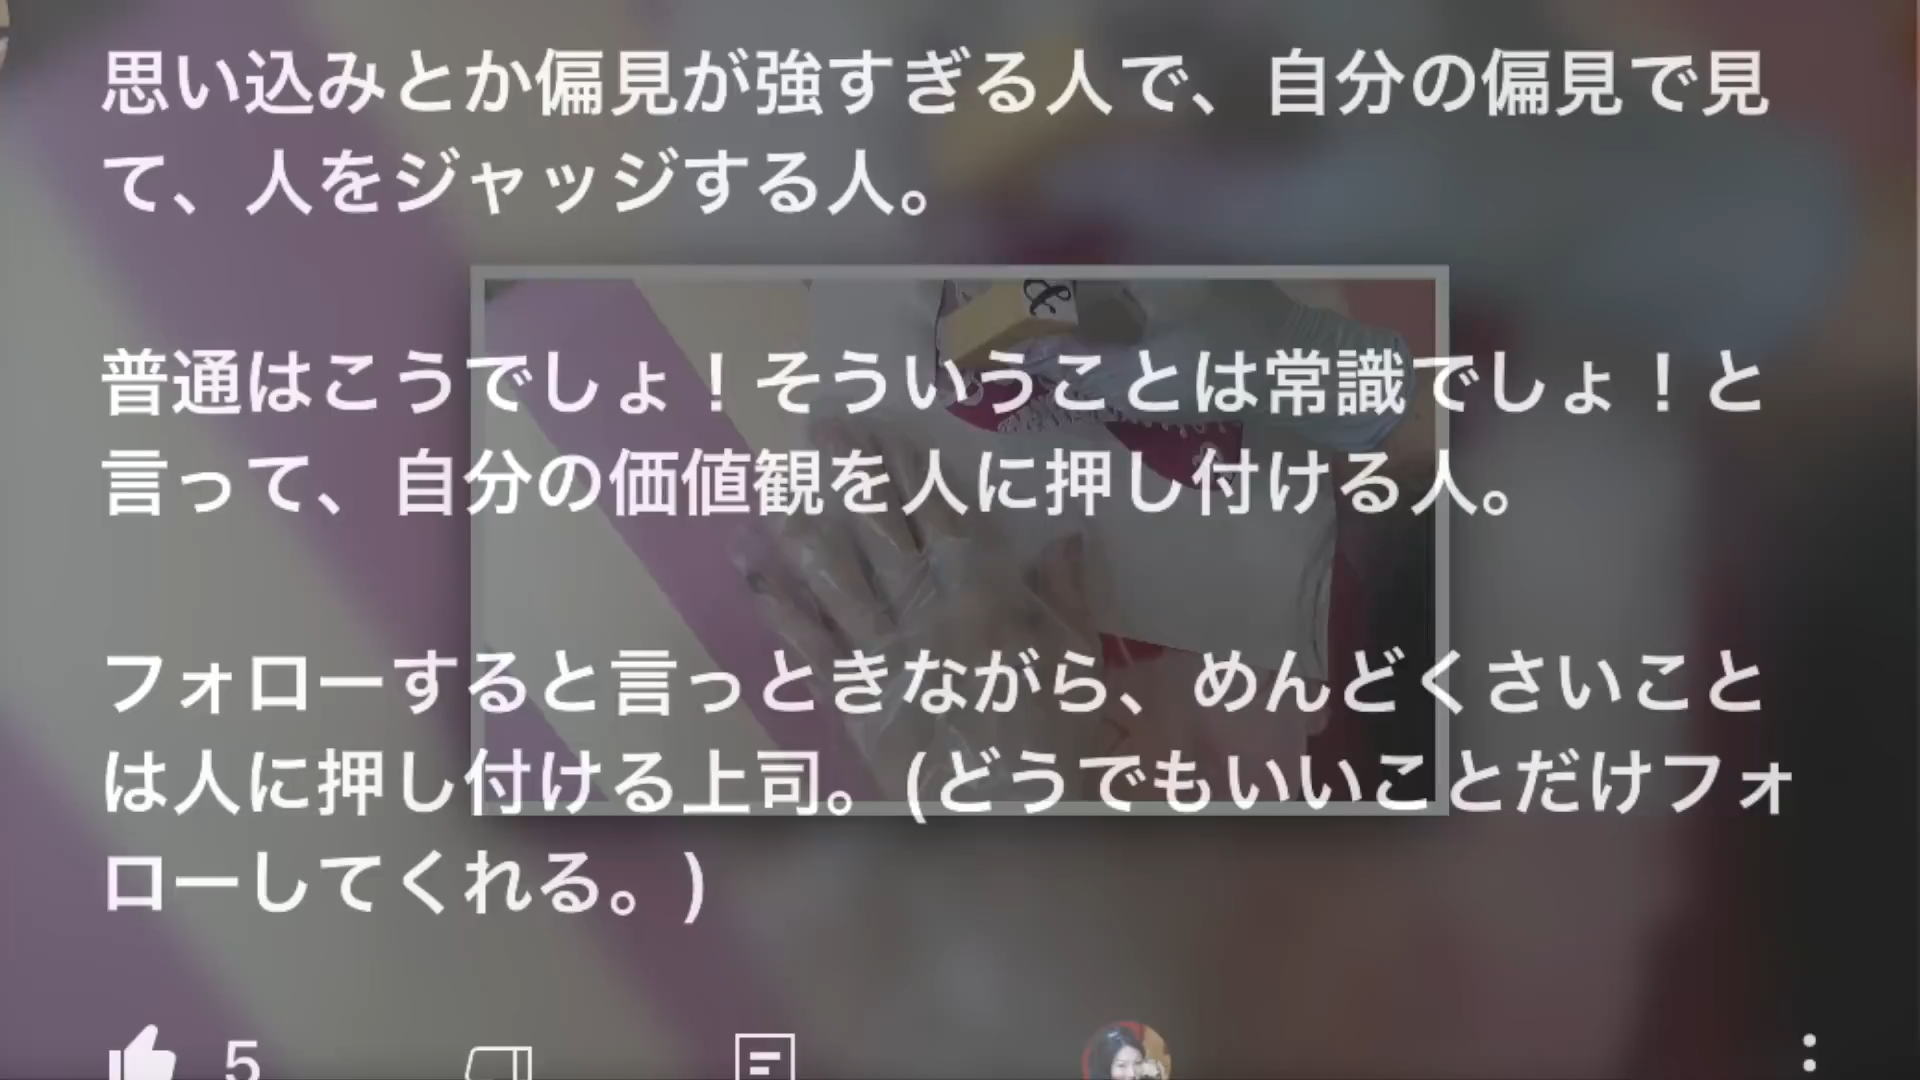 思い込みとか偏見が強すぎる人で、自分の偏見で見
て、人をジャッジする人。
普通はこうでしょ！そういうことは常識でしょ！と
言って、自分の価値観を人に押し付ける人。
フォローすると言っときながら、めんどくさいこと
は人に押し付ける上司。(どうでもいいことだけフォ
ローしてくれる。)
5